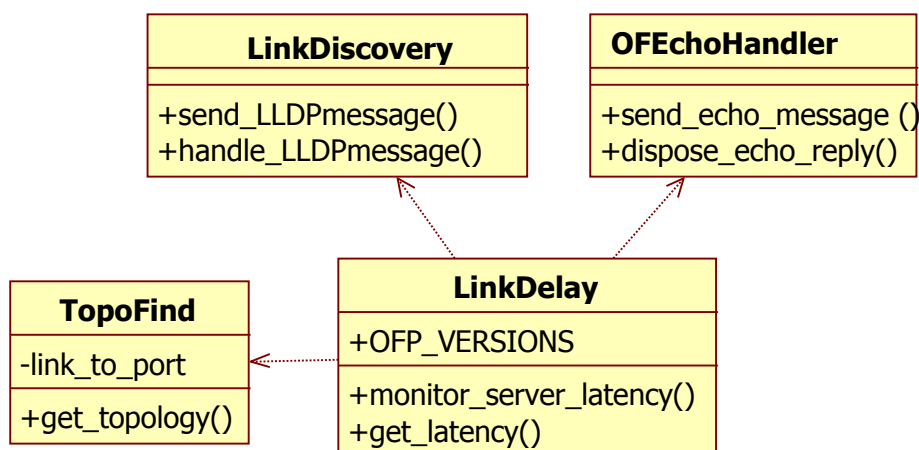 LinkDiscovery
+send_LLDPmessage()
+handle_LLDPmessage()
OFEchoHandler
+send_echo_message ()
+dispose_echo_reply()
TopoFind
-link_to_port
+get_topology()
LinkDelay
+OFP_VERSIONS
+monitor_server_latency()
+get_latency()